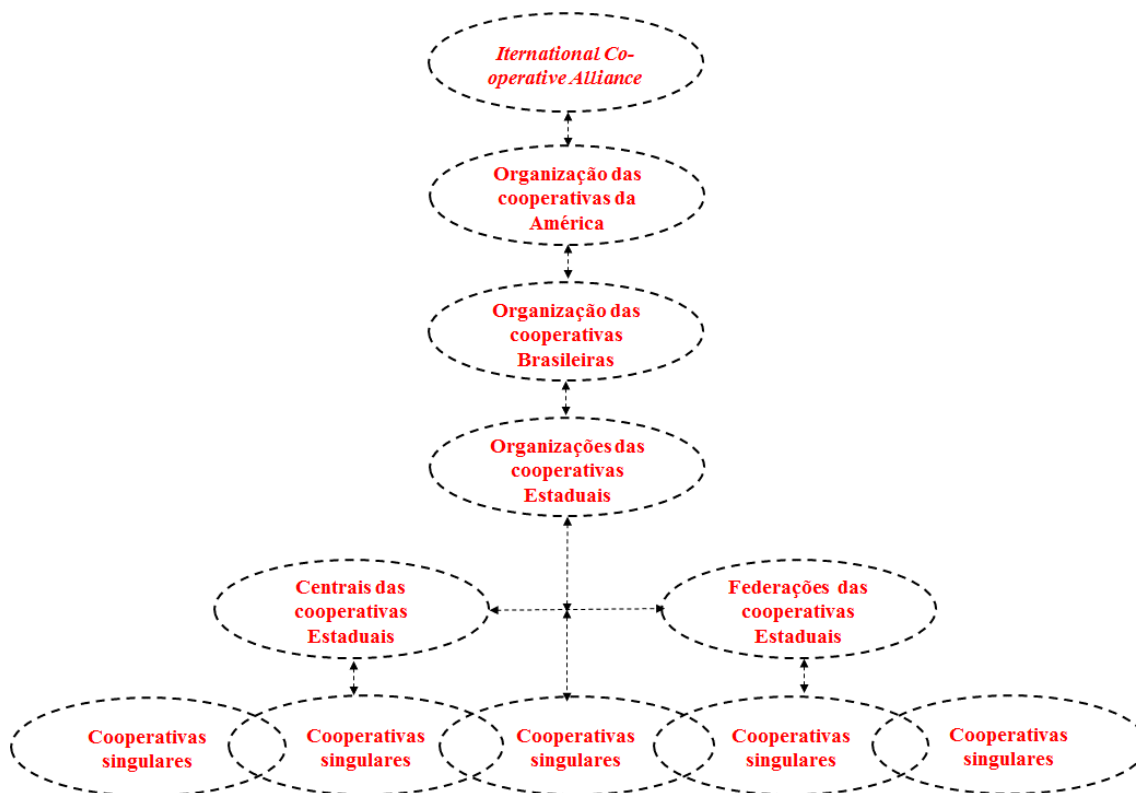 Iternational Co-
operative Alliance
Organização das
cooperativas da
América
Organização das
cooperativas
Brasileiras
Organizações das
cooperativas
Estaduais
Centrais das
cooperativas
Estaduais
Federações das
cooperativas
Estaduais
Cooperativas
singulares
Cooperativas
singulares
Cooperativas
singulares
Cooperativas
singulares
Cooperativas
singulares